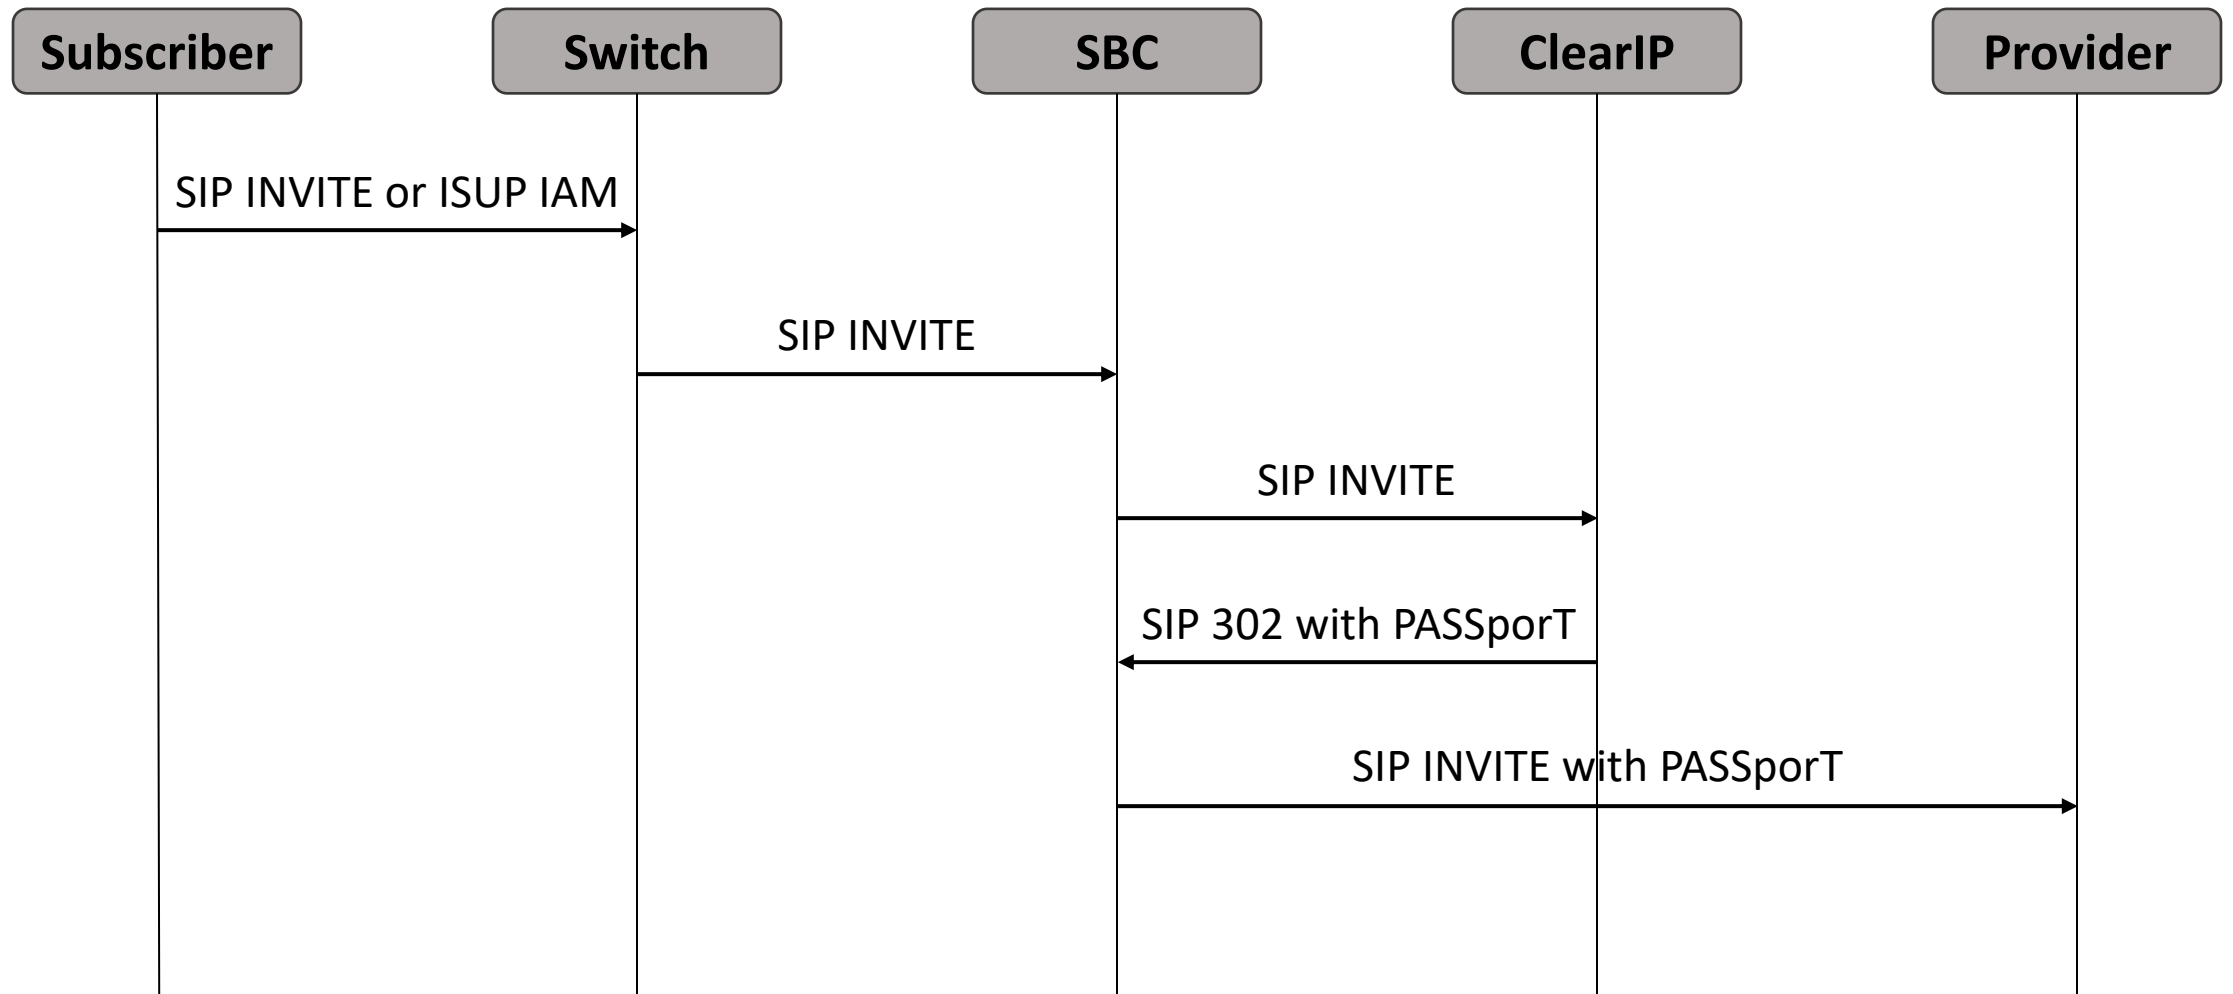 Subscriber
Switch
SBC
ClearIP
Provider
SIP INVITE or ISUP IAM
SIP INVITE
SIP INVITE
SIP 302 with PASSporT
SIP INVITE with PASSporT